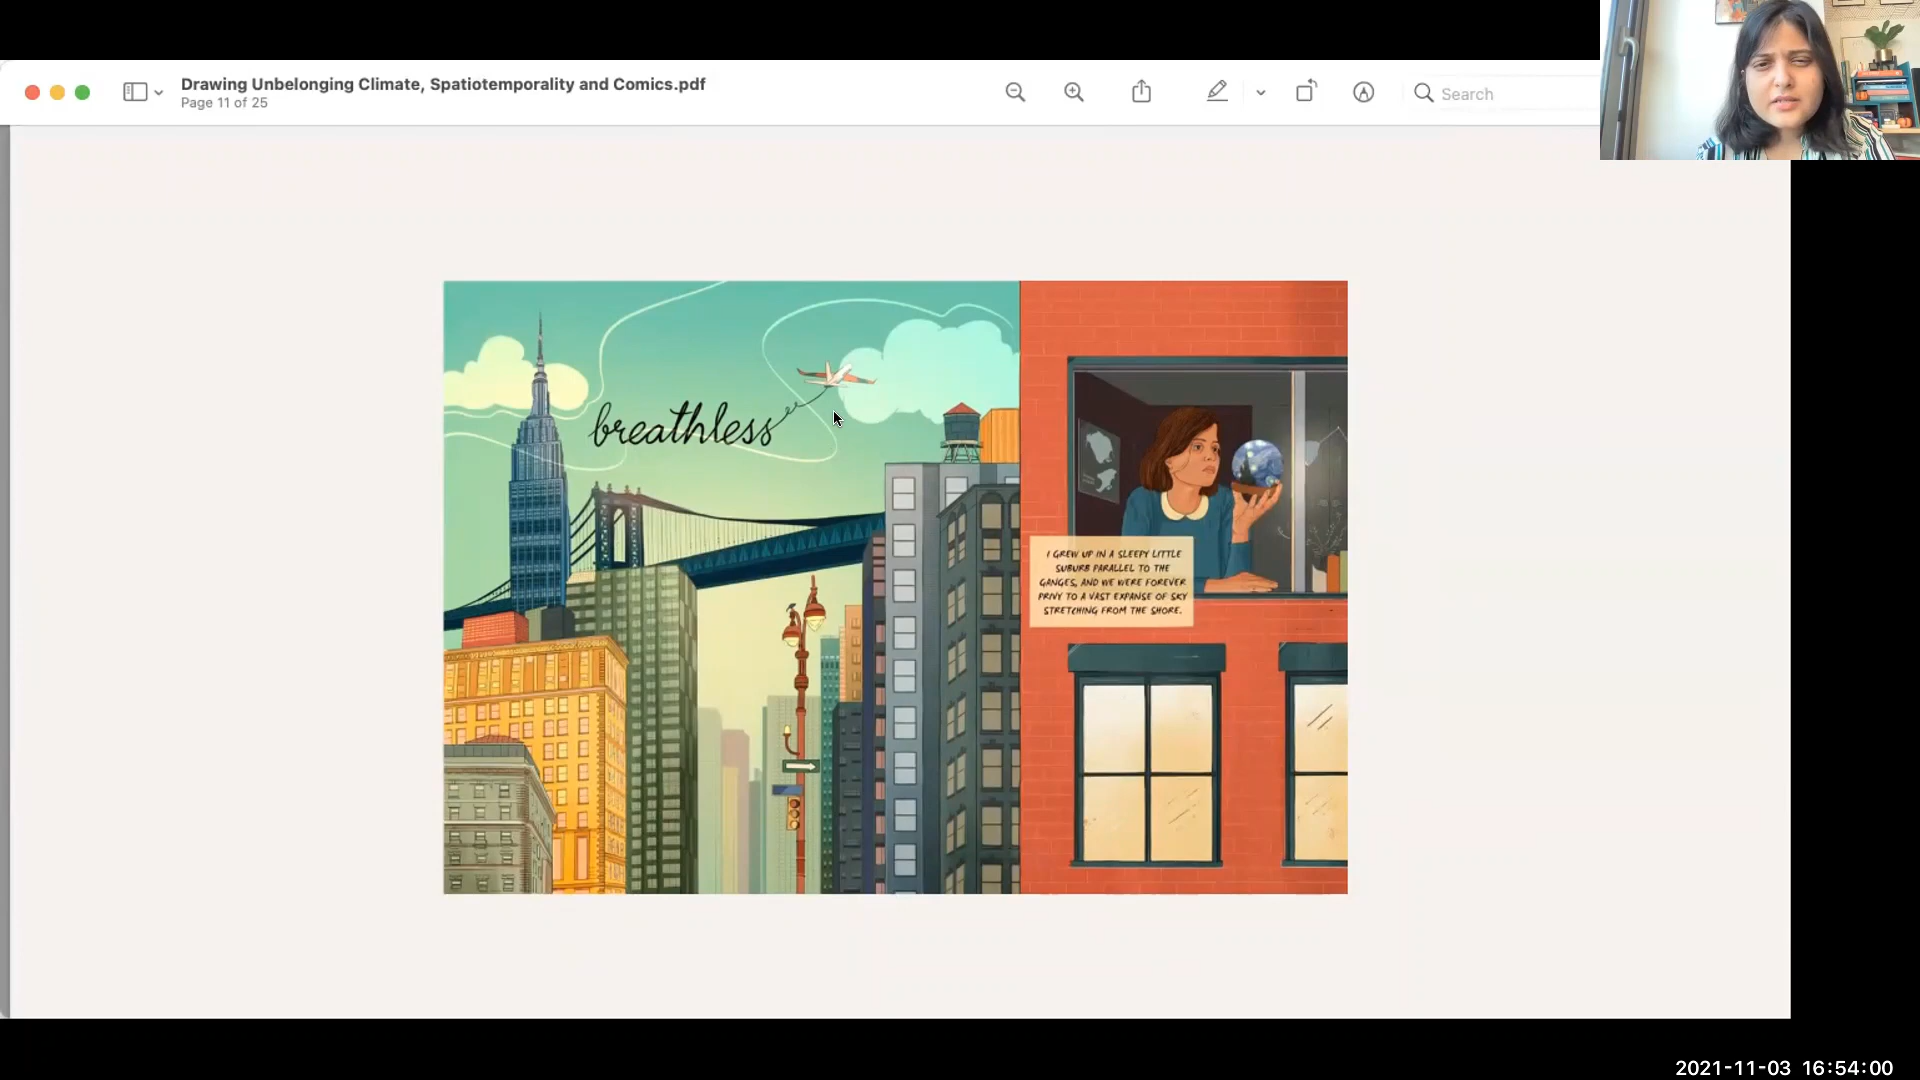 Drawing Unbelonging Climate, Spatiotemporality and Comics.pdf
Page 11 of 25
Search
breathless
I GREW UP IN A SLEEPY LITTLE
SUBURB PARALLEL TO THE
GANGES, AND WE WERE FOREVER
PRIVY TO A VAST EXPANSE OF SKY
STRETCHING FROM THE SHORE.
2021-11-03 16:54:00